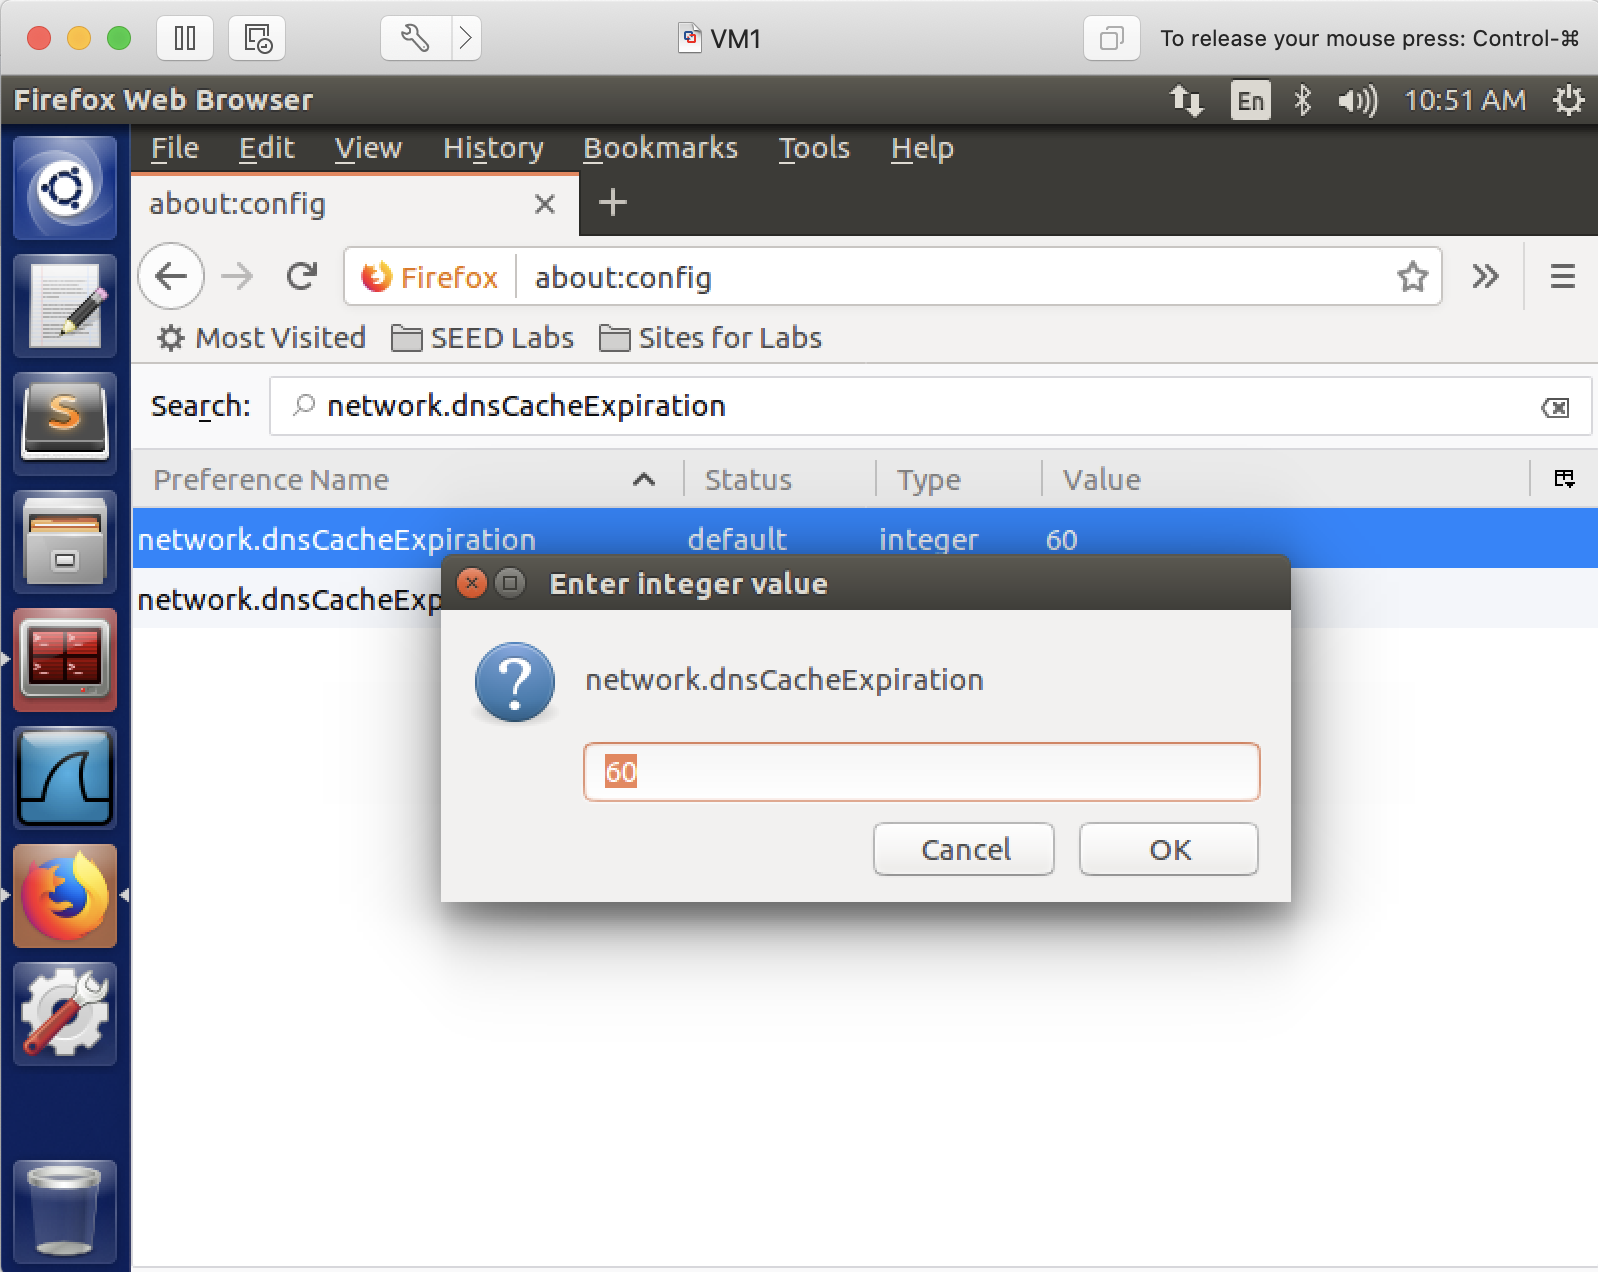 VM1
To release your mouse press: Control-⌘
Firefox Web Browser
En
10:51 AM
File Edit View History Bookmarks Tools Help
about:config
Firefox about:config
Most Visited SEED Labs Sites for Labs
Search: network.dnsCacheExpiration
Preference Name Status Type Value
network.dnsCacheExpiration default integer 60
network.dnsCacheExp
Enter integer value
network.dnsCacheExpiration
60
Cancel OK